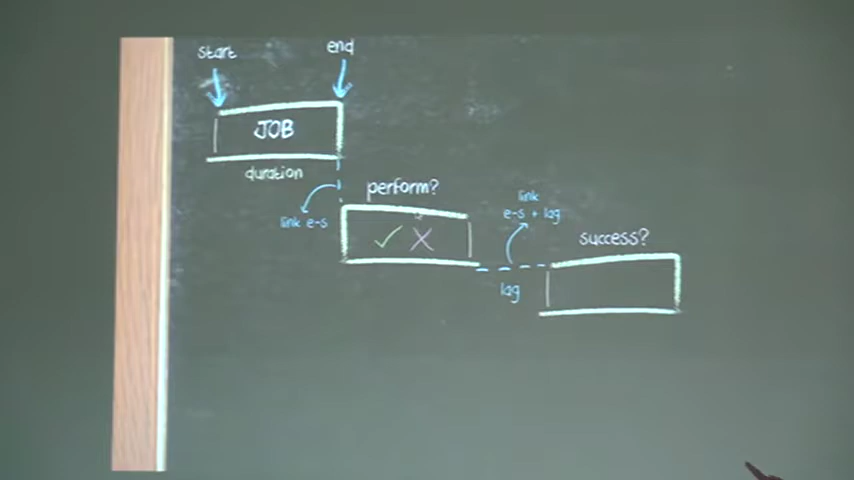 start
end
JOB
duration
link e-s
perform?
link
e-s + lag
lag
success?